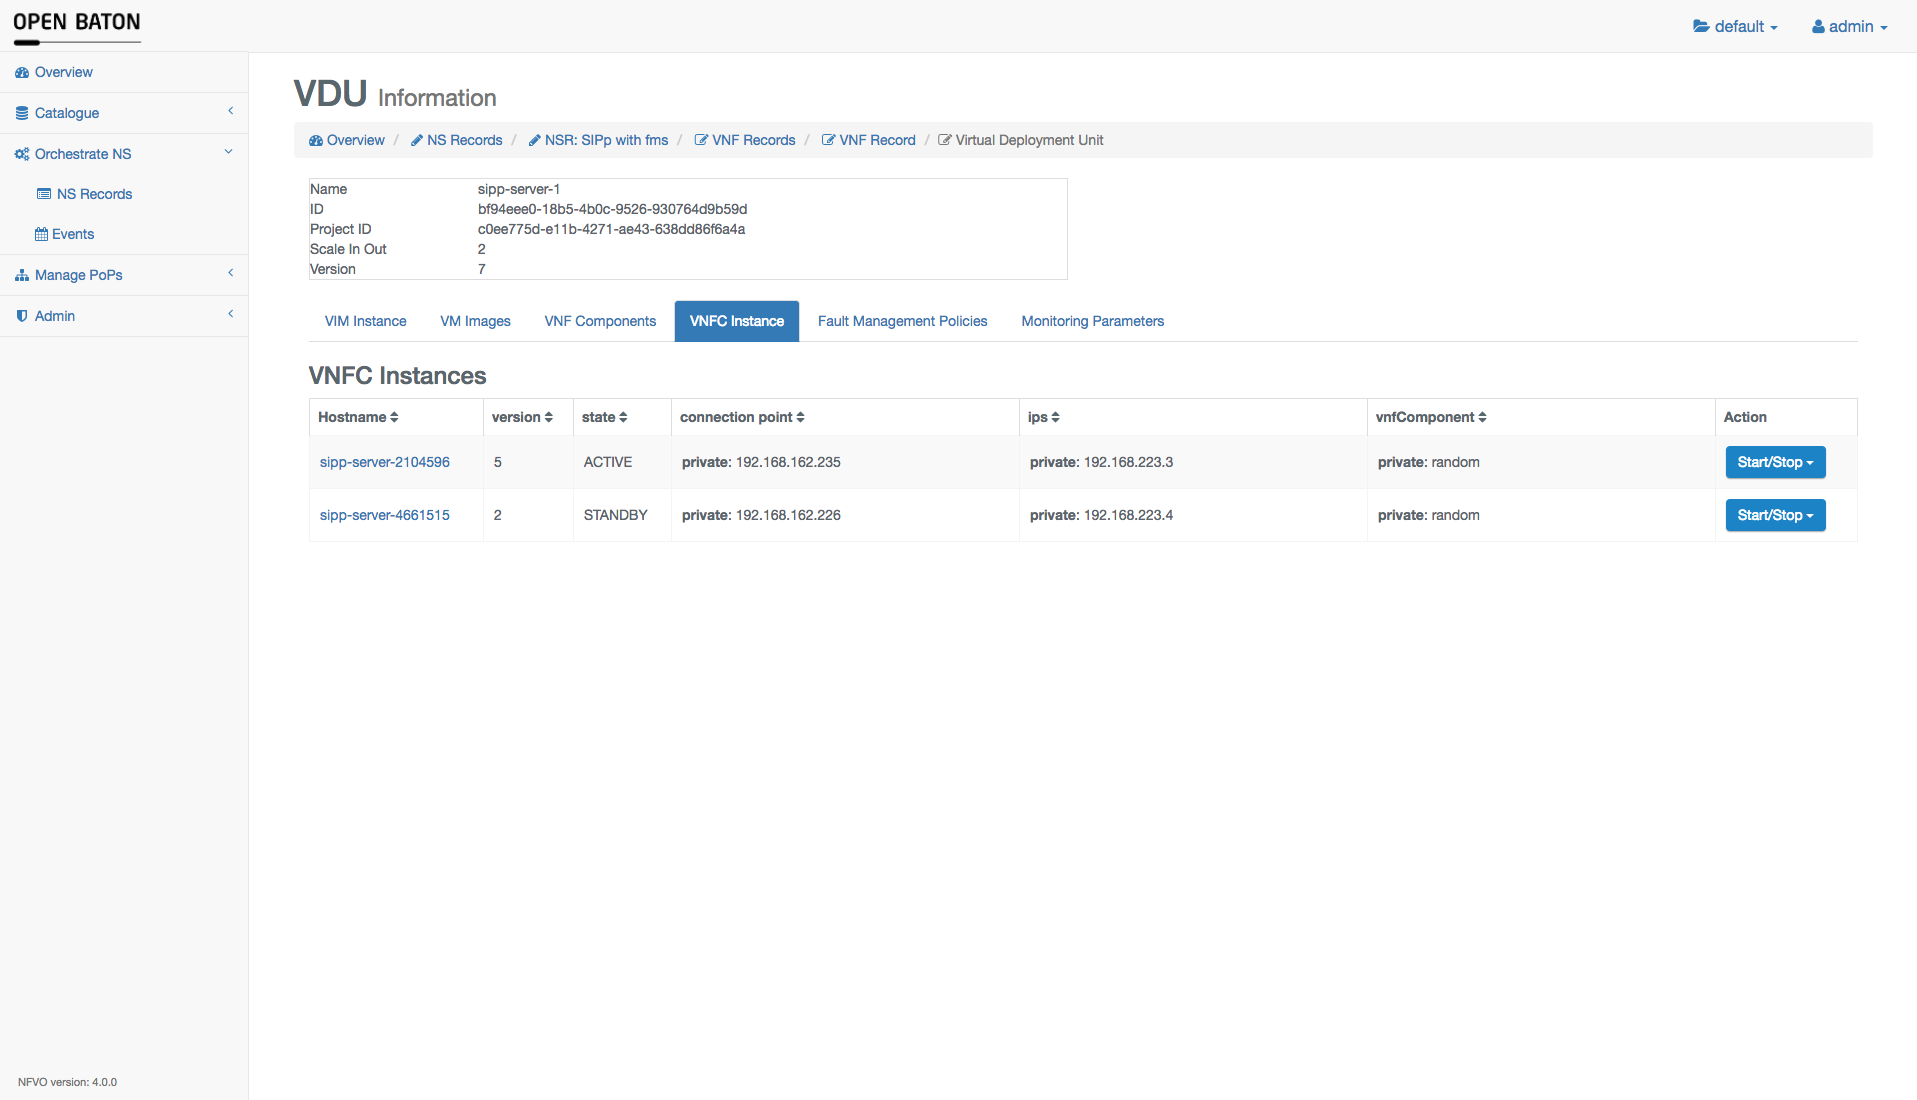 OPEN BATON
default
admin
Overview
Catalogue
Orchestrate NS
NS Records
Events
Manage PoPs
Admin
NFVO version: 4.0.0
VDU Information
Overview / NS Records / NSR: SIPp with fms / VNF Records / VNF Record / Virtual Deployment Unit
Name sipp-server-1
ID bf94eee0-18b5-4b0c-9526-930764d9b59d
Project ID c0ee775d-e11b-4271-ae43-638dd86f6a4a
Scale In Out 2
Version 7
VIM Instance VM Images VNF Components VNFC Instance Fault Management Policies Monitoring Parameters
VNFC Instances
Hostname version state connection point ips vnfComponent Action
sipp-server-2104596 5 ACTIVE private: 192.168.162.235 private: 192.168.223.3 private: random Start/Stop
sipp-server-4661515 2 STANDBY private: 192.168.162.226 private: 192.168.223.4 private: random Start/Stop